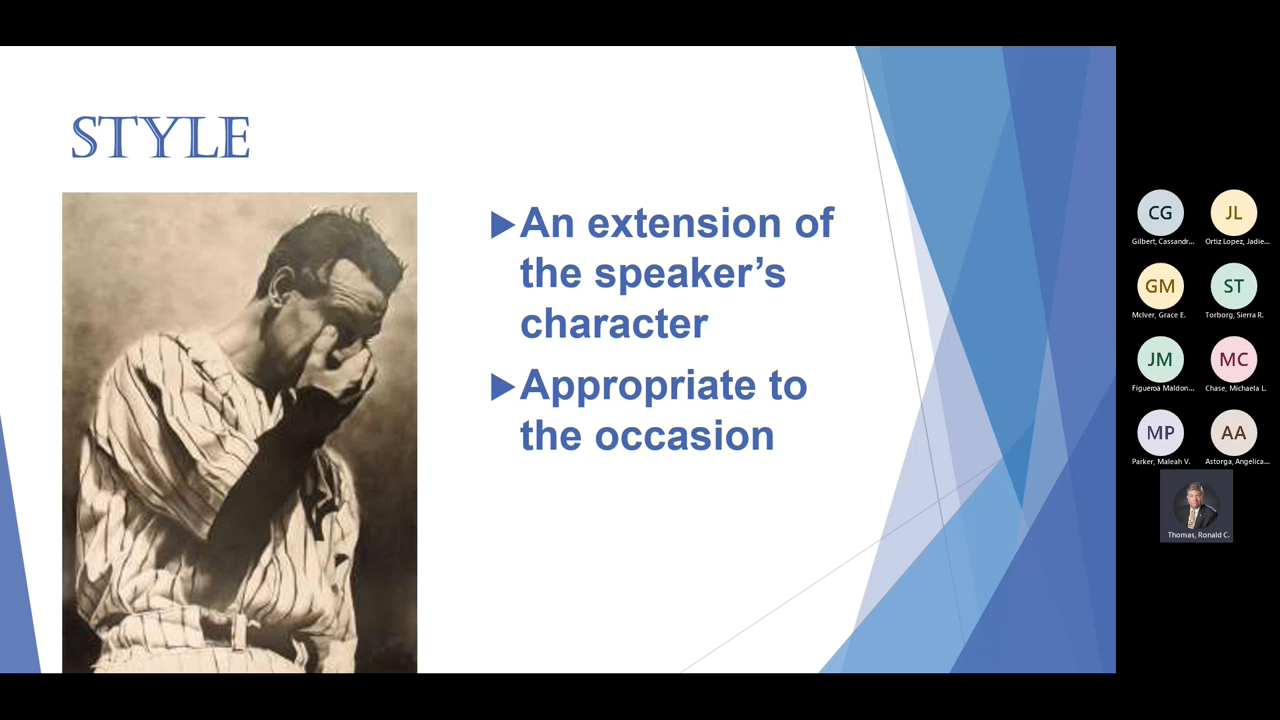 STYLE
An extension of
the speaker’s
character
Appropriate to
the occasion
CG
JL
Gilbert, Cassandr...
Ortiz Lopez, Jadie...
GM
ST
McIver, Grace E.
Torborg, Sierra R.
JM
MC
Figueroa Maldon...
Chase, Michaela L.
MP
AA
Parker, Maleah V.
Astorga, Angelica...
Thomas, Ronald C.